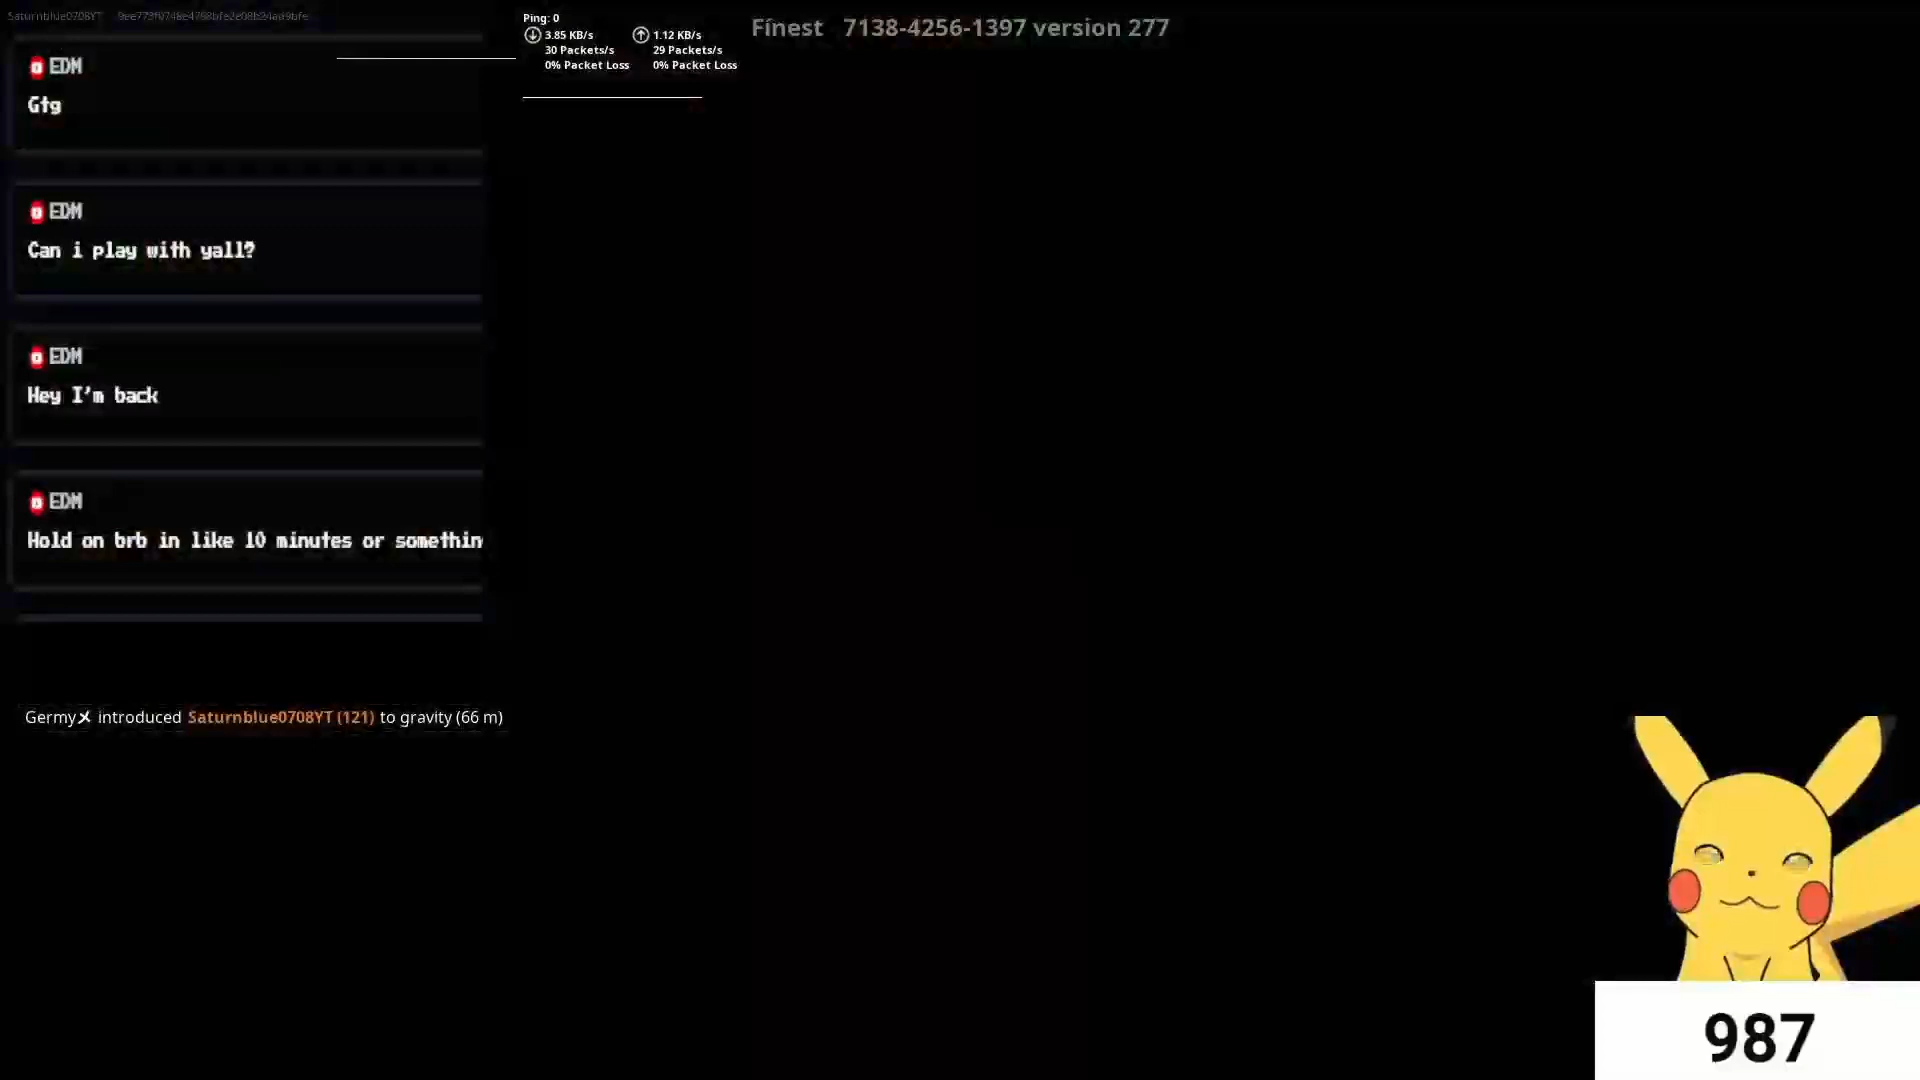 Saturnblue0708YT
Ping: 0
3.85 KB/s 1.12 KB/s
30 Packets/s 29 Packets/s
0% Packet Loss 0% Packet Loss
Finest 7138-4256-1397 version 277
EDM
Gtg
EDM
Can i play with yall?
EDM
Hey I'm back
EDM
Hold on brb in like 10 minutes or somethin
Germy〆 introduced Saturnblue0708YT (121) to gravity (66 m)
987